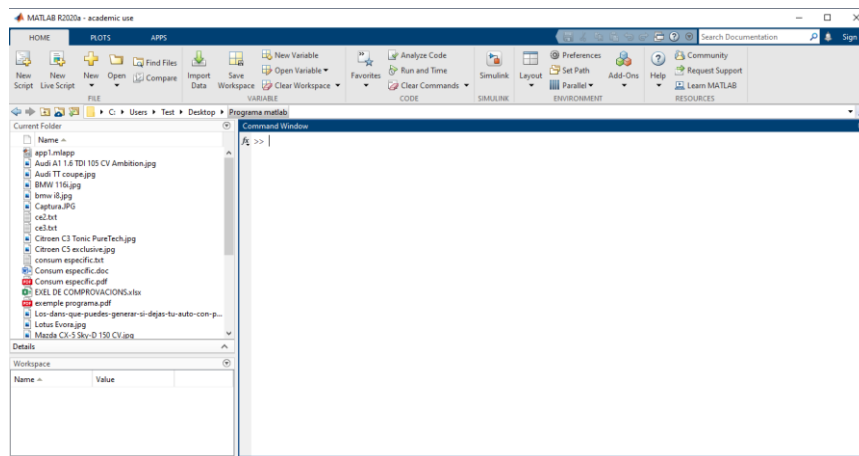 MATLAB R2020a - academic use
HOME PLOTS APPS
Search Documentation Sign
New Script
New Live Script
New
Open
Find Files
Compare
Import Data
Save Workspace
New Variable
Open Variable
Clear Workspace
Favorites
Analyze Code
Run and Time
Clear Commands
Simulink
Layout
Preferences
Set Path
Parallel
Add-Ons
Help
Community
Request Support
Learn MATLAB
FILE VARIABLE CODE SIMULINK ENVIRONMENT RESOURCES
C: Users Test Desktop Programa matlab
Current Folder
Name
app1.mlapp
Audi A1 1.6 TDI 105 CV Ambition.jpg
Audi TT coupe.jpg
BMW 116i.jpg
bmw i8.jpg
Captura.JPG
ce2.txt
ce3.txt
Citroen C3 Tonic PureTech.jpg
Citroen C5 exclusive.jpg
consum especific.txt
Consum especific.doc
Consum especific.pdf
EXEL DE COMPROVACIONS.xlsx
exemple programa.pdf
Los-dans-que-puedes-generar-si-dejas-tu-auto-con-p...
Lotus Evora.jpg
Mazda CX-5 Sky-D 150 CV.jpg
Details
Workspace
Name Value
Command Window
fx >>